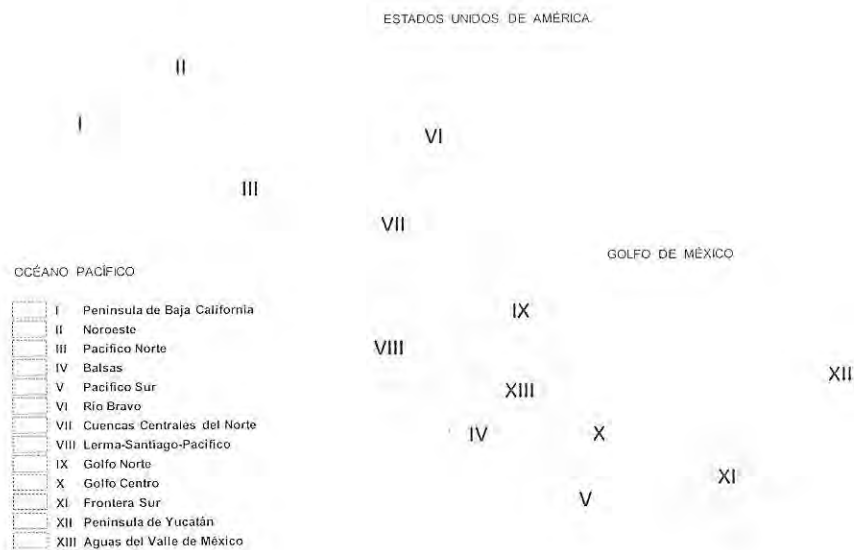 ESTADOS UNIDOS DE AMÉRICA
II
I
VI
III
VII
GOLFO DE MÉXICO
OCÉANO PACÍFICO
IX
VIII
XII
XIII
IV
X
XI
V
I Península de Baja California
II Noroeste
III Pacífico Norte
IV Balsas
V Pacífico Sur
VI Río Bravo
VII Cuencas Centrales del Norte
VIII Lerma-Santiago-Pacífico
IX Golfo Norte
X Golfo Centro
XI Frontera Sur
XII Península de Yucatán
XIII Aguas del Valle de México